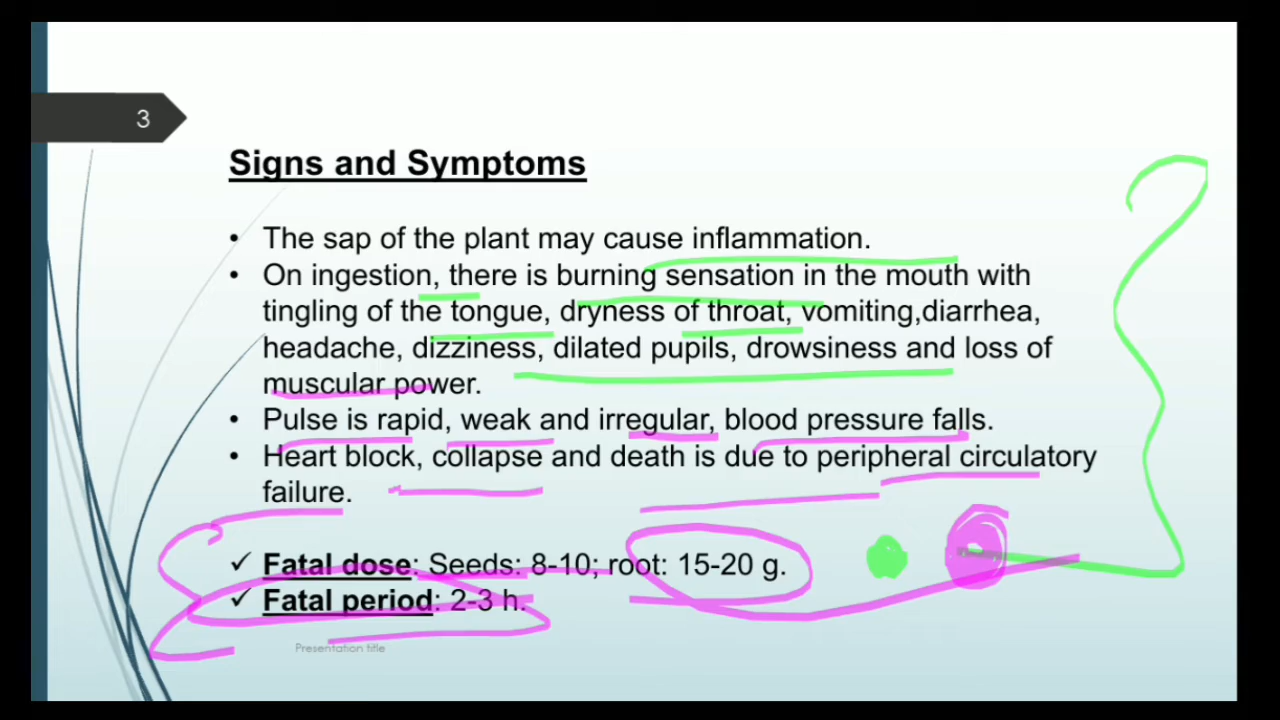 3
Signs and Symptoms
• The sap of the plant may cause inflammation.
• On ingestion, there is burning sensation in the mouth with
tingling of the tongue, dryness of throat, vomiting,diarrhea,
headache, dizziness, dilated pupils, drowsiness and loss of
muscular power.
• Pulse is rapid, weak and irregular, blood pressure falls.
• Heart block, collapse and death is due to peripheral circulatory
failure.
✓ Fatal dose: Seeds: 8-10; root: 15-20 g.
✓ Fatal period: 2-3 h.
Presentation title